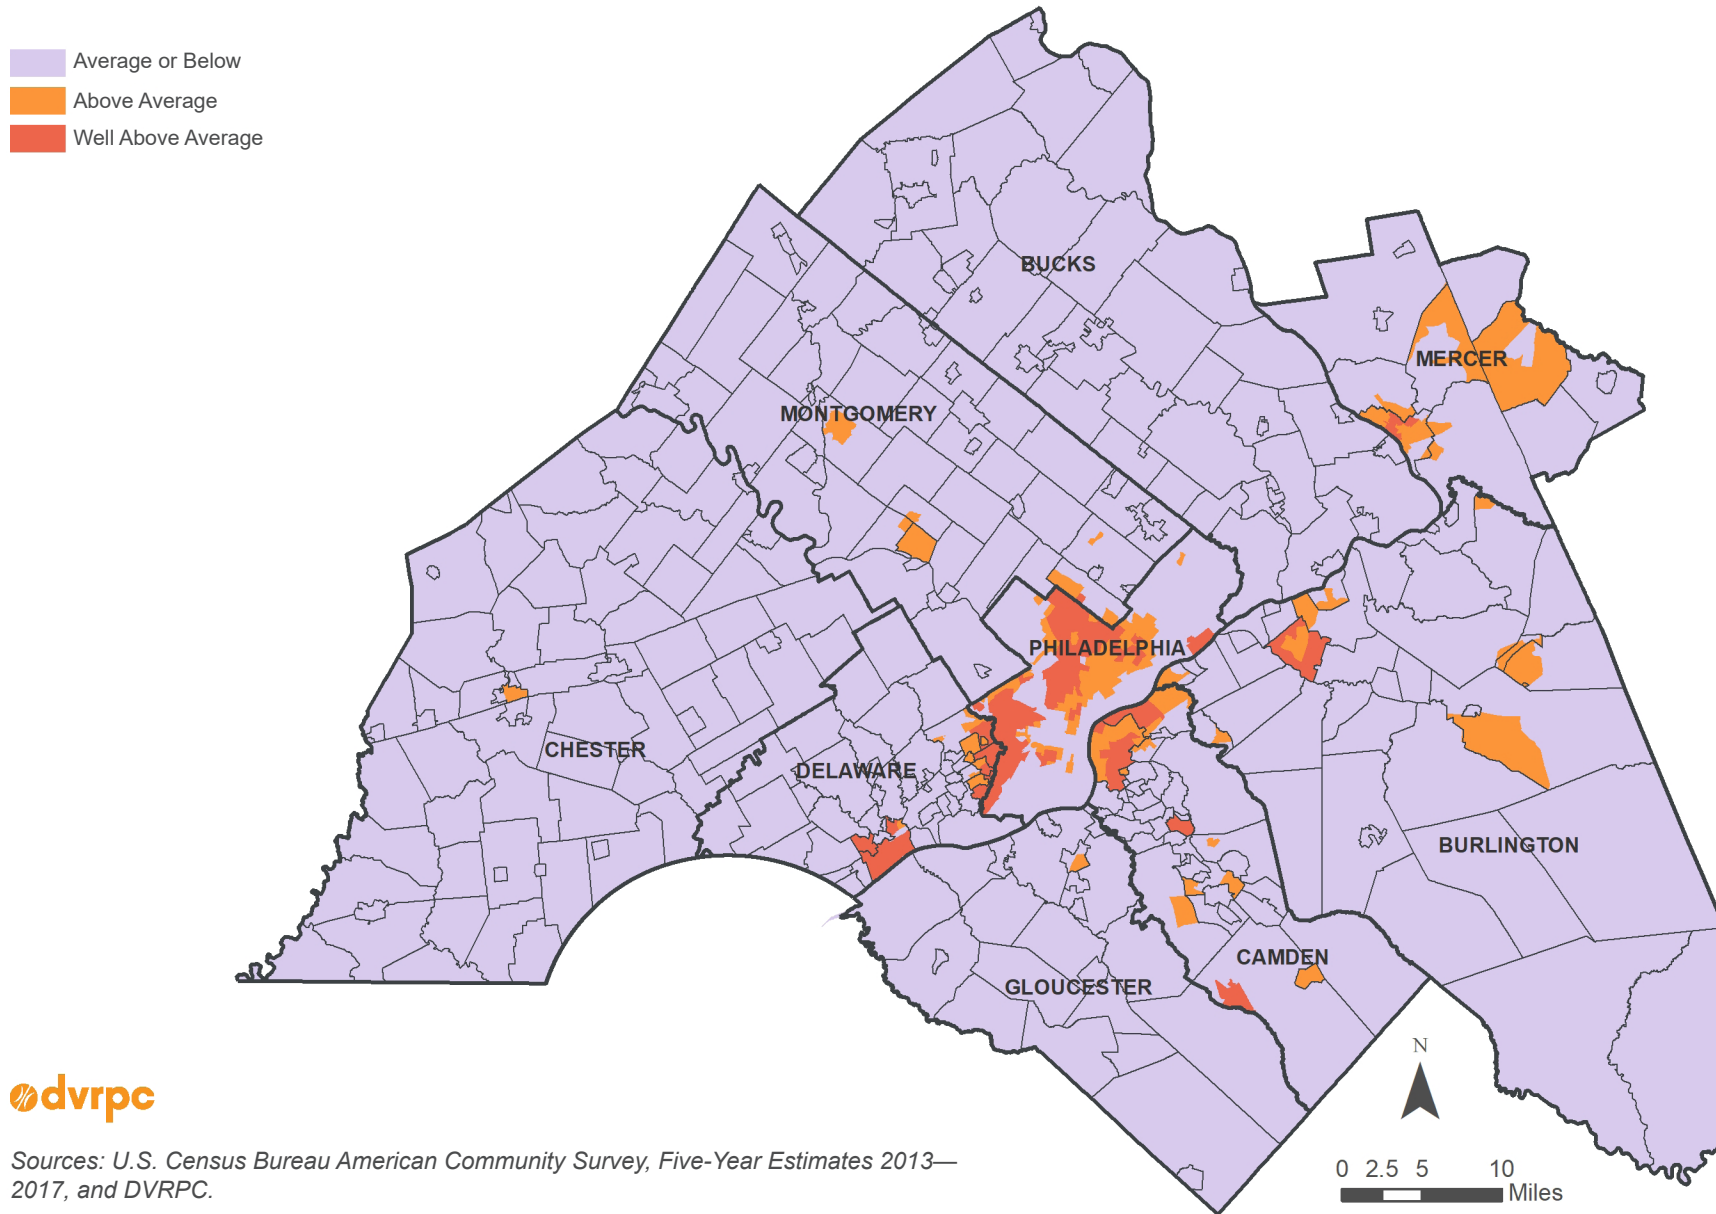 Average or Below
Above Average
Well Above Average
BUCKS
MERCER
MONTGOMERY
PHILADELPHIA
CHESTER
DELAWARE
BURLINGTON
CAMDEN
GLOUCESTER
N
dvrpc
Sources: U.S. Census Bureau American Community Survey, Five-Year Estimates 2013—
2017, and DVRPC.
0 2.5 5 10
Miles